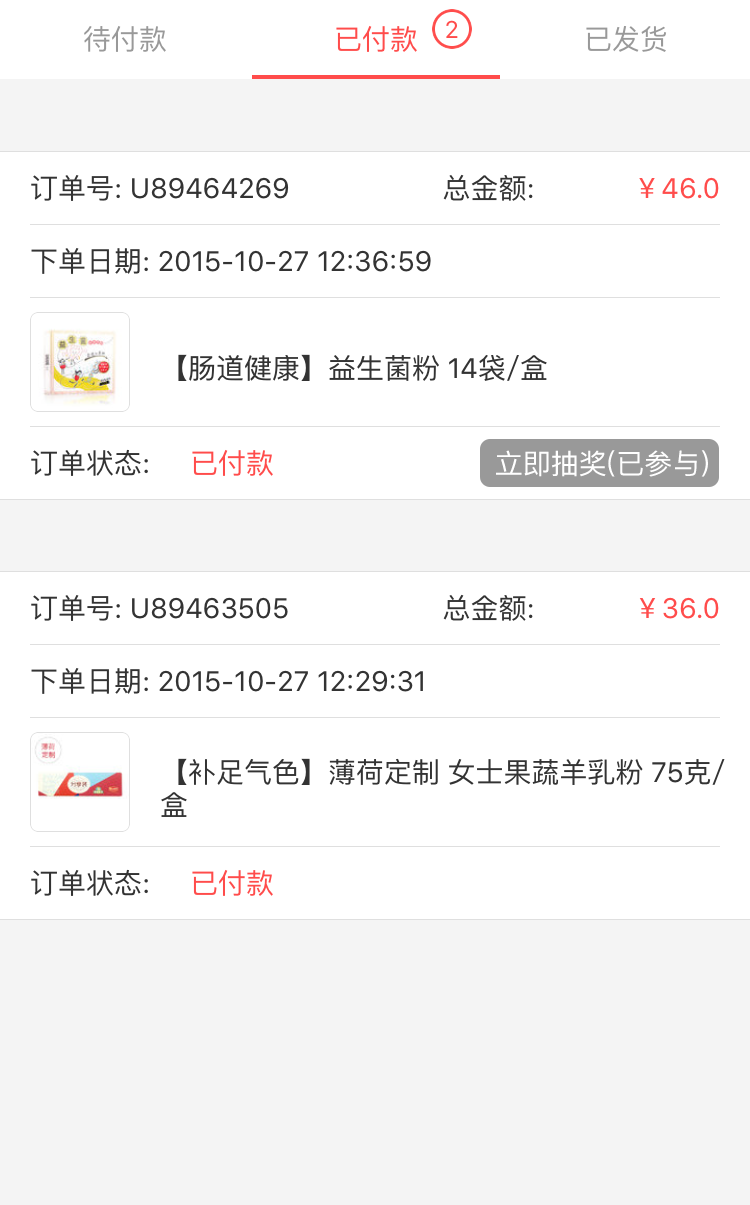 待付款 已付款 2 已发货
订单号: U89464269 总金额: ￥46.0
下单日期: 2015-10-27 12:36:59
【肠道健康】益生菌粉 14袋/盒
订单状态: 已付款 立即抽奖(已参与)
订单号: U89463505 总金额: ￥36.0
下单日期: 2015-10-27 12:29:31
薄荷
定制
【补足气色】薄荷定制 女士果蔬羊乳粉 75克/
盒
订单状态: 已付款